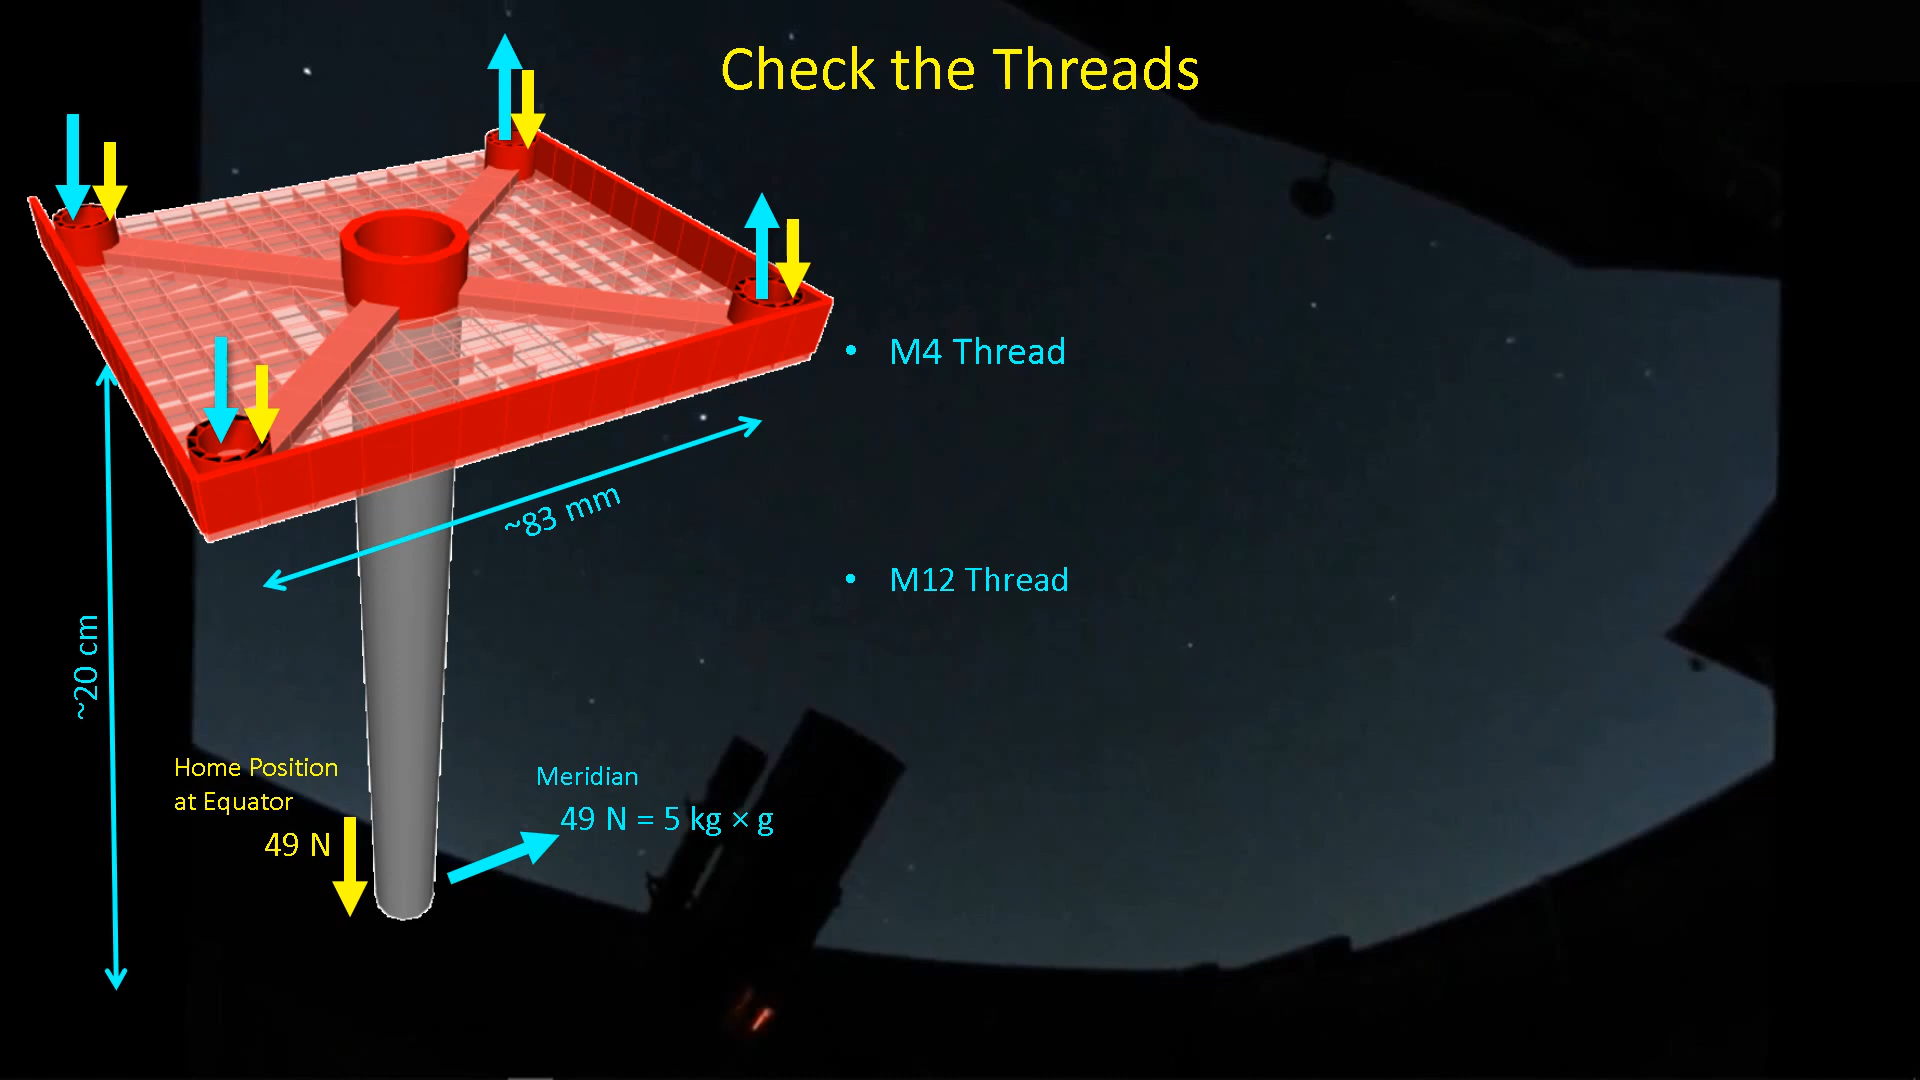 Check the Threads
• M4 Thread
~83 mm
• M12 Thread
~20 cm
Home Position
at Equator
49 N
Meridian
49 N = 5 kg × g